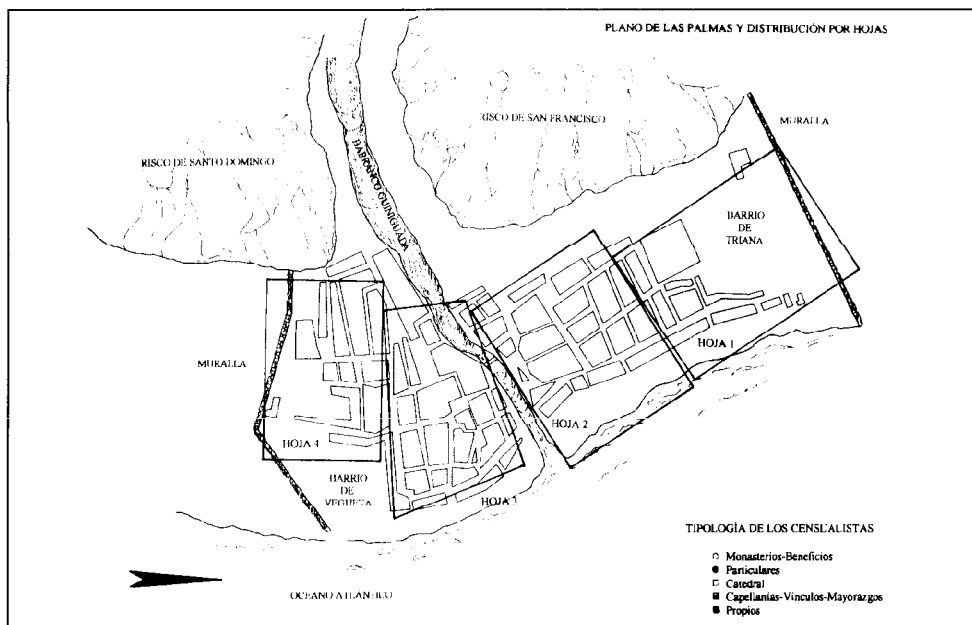 PLANO DE LAS PALMAS Y DISTRIBUCIÓN POR HOJAS
RISCO DE SAN FRANCISCO
MURALLA
RISCO DE SANTO DOMINGO
BARRANCO GUINIGUADA
BARRIO
DE
TRIANA
HOJA 1
MURALLA
HOJA 2
HOJA 4
BARRIO
DE
VEGUETA
HOJA 3
TIPOLOGÍA DE LOS CENSUALISTAS
Monasterios-Beneficios
Particulares
Catedral
Capellanías-Vínculos-Mayorazgos
Propios
OCEANO ATLÁNTICO